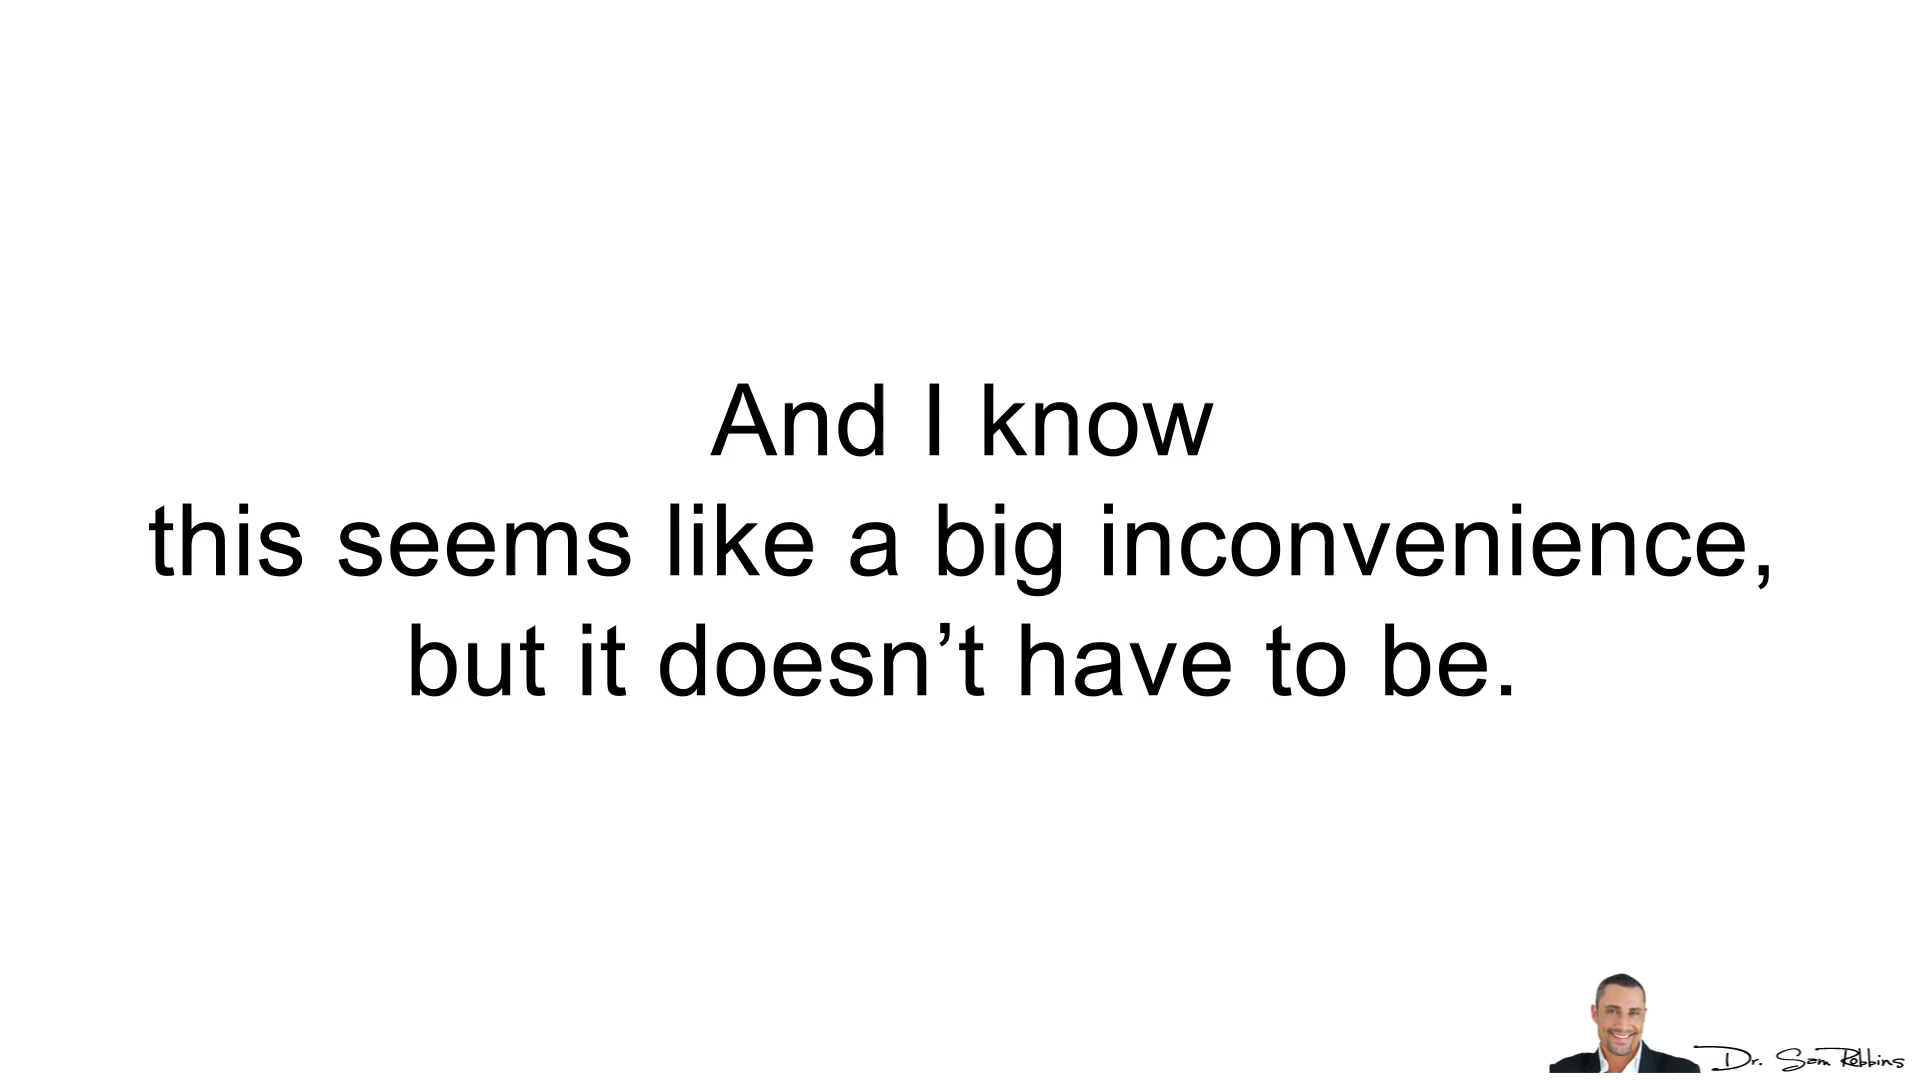 And I know
this seems like a big inconvenience,
but it doesn’t have to be.
Dr. Sam Robbins